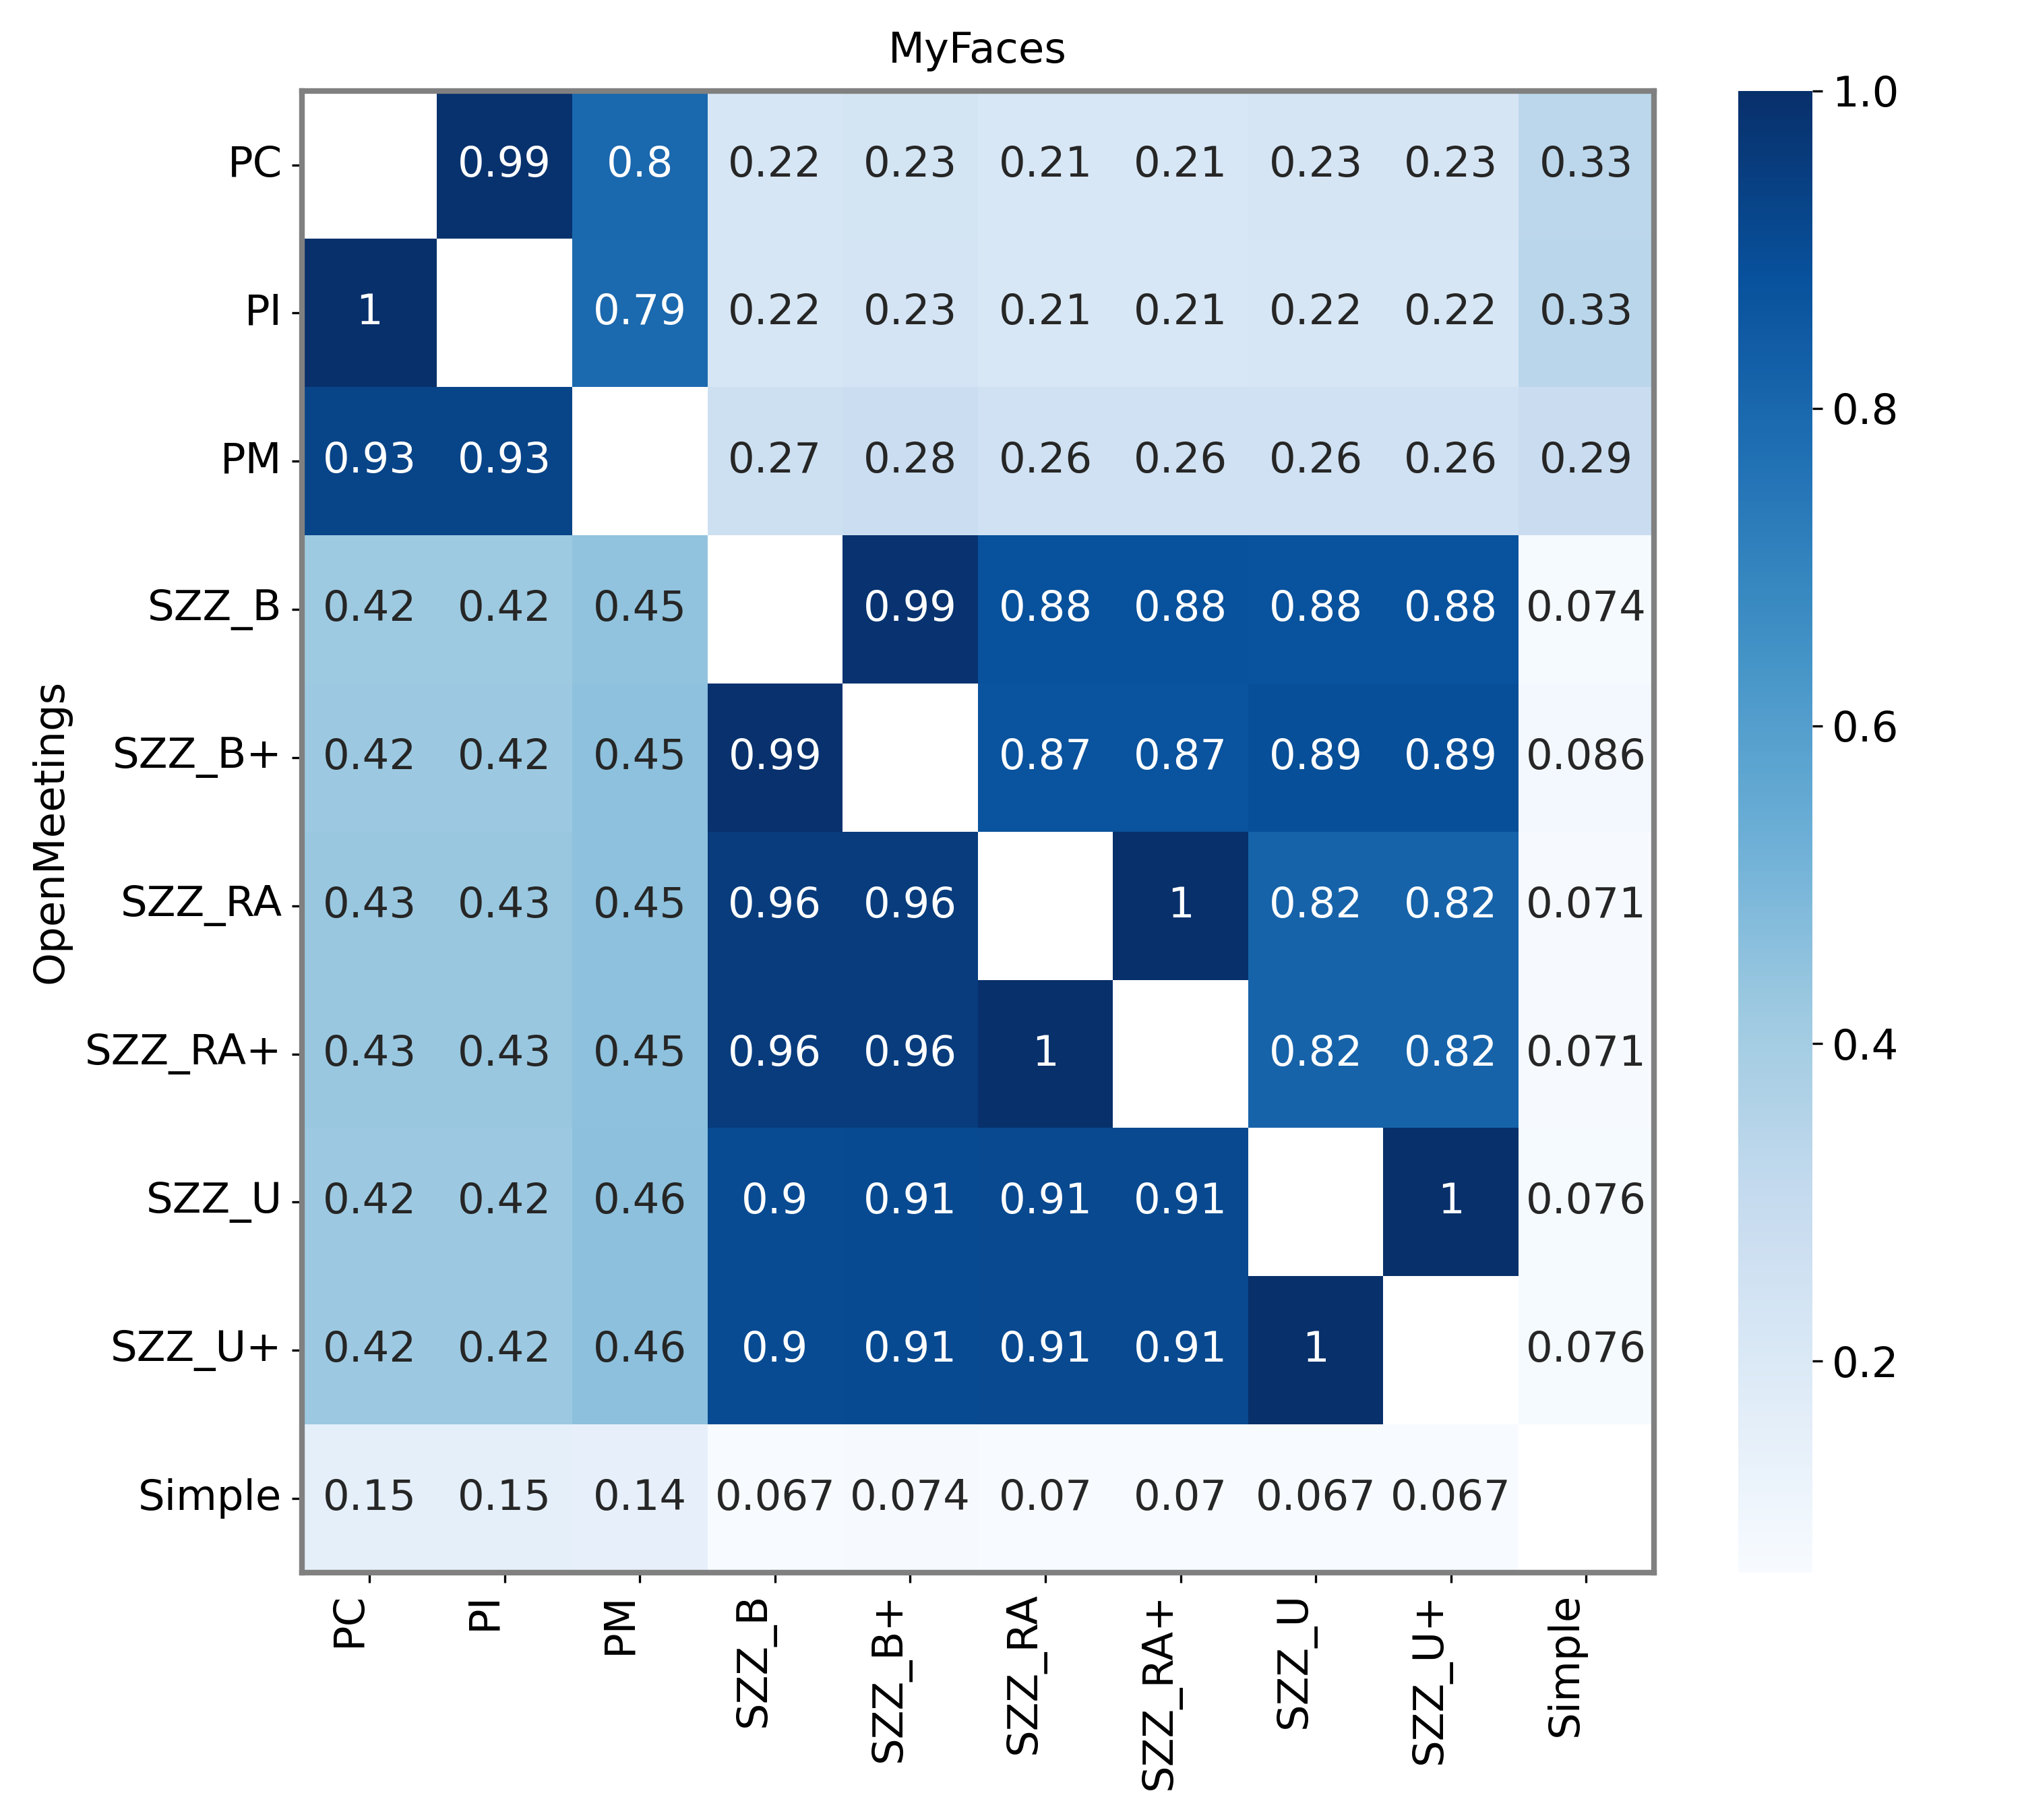 MyFaces
PC 0.99 0.8 0.22 0.23 0.21 0.21 0.23 0.23 0.33
PI 1 0.79 0.22 0.23 0.21 0.21 0.22 0.22 0.33
PM 0.93 0.93 0.27 0.28 0.26 0.26 0.26 0.26 0.29
SZZ_B 0.42 0.42 0.45 0.99 0.88 0.88 0.88 0.88 0.074
SZZ_B+ 0.42 0.42 0.45 0.99 0.87 0.87 0.89 0.89 0.086
SZZ_RA 0.43 0.43 0.45 0.96 0.96 1 0.82 0.82 0.071
SZZ_RA+ 0.43 0.43 0.45 0.96 0.96 1 0.82 0.82 0.071
SZZ_U 0.42 0.42 0.46 0.9 0.91 0.91 0.91 1 0.076
SZZ_U+ 0.42 0.42 0.46 0.9 0.91 0.91 0.91 1 0.076
Simple 0.15 0.15 0.14 0.067 0.074 0.07 0.07 0.067 0.067
PC PI PM SZZ_B SZZ_B+ SZZ_RA SZZ_RA+ SZZ_U SZZ_U+ Simple
OpenMeetings
1.0
0.8
0.6
0.4
0.2